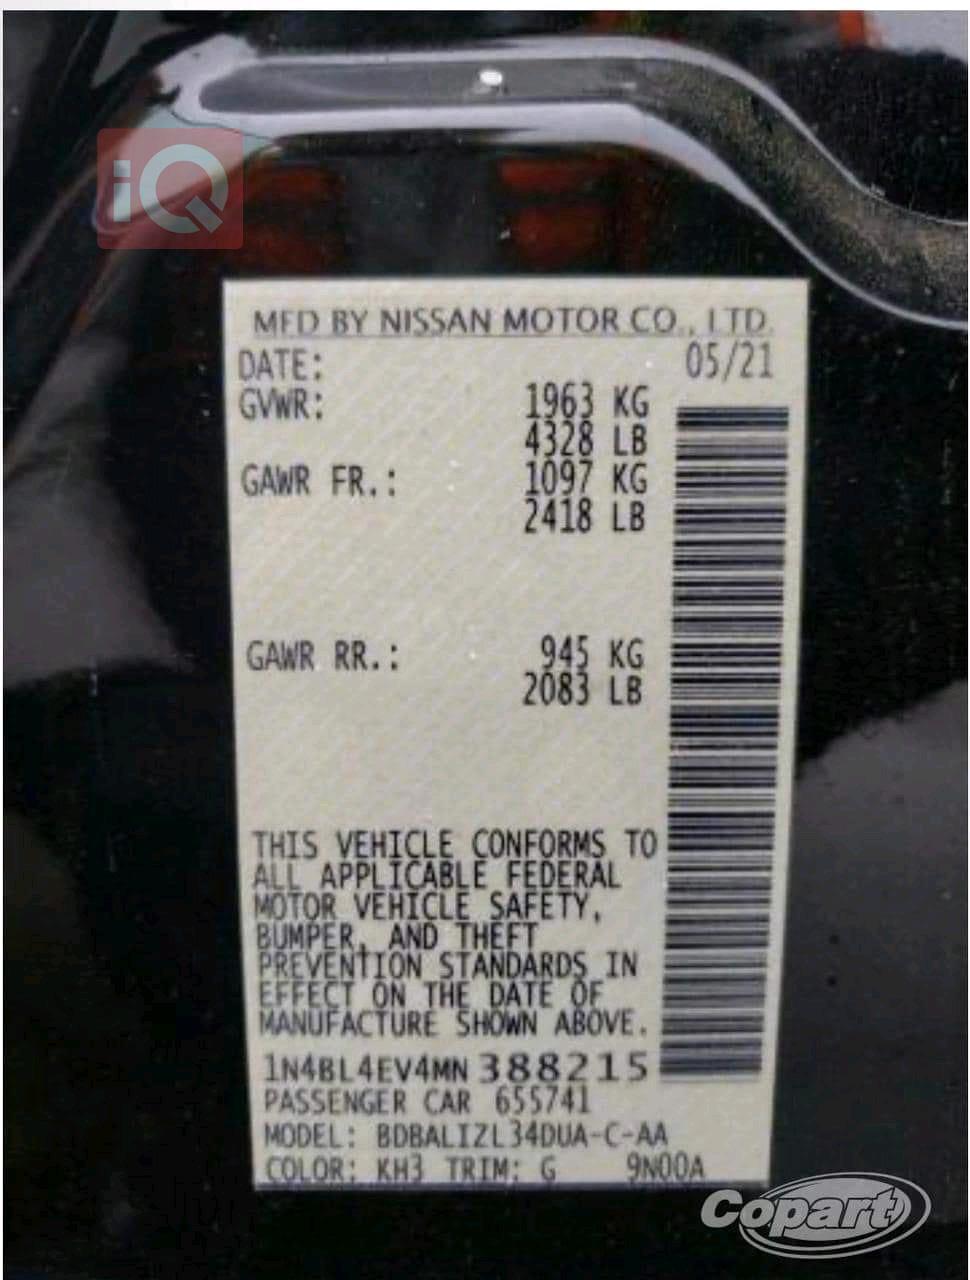 iQ
MFD BY NISSAN MOTOR CO., LTD.
DATE: 05/21
GVWR: 1963 KG
4328 LB
GAWR FR.: 1097 KG
2418 LB
GAWR RR.: 945 KG
2083 LB
THIS VEHICLE CONFORMS TO
ALL APPLICABLE FEDERAL
MOTOR VEHICLE SAFETY,
BUMPER, AND THEFT
PREVENTION STANDARDS IN
EFFECT ON THE DATE OF
MANUFACTURE SHOWN ABOVE.
1N4BL4EV4MN388215
PASSENGER CAR 655741
MODEL: BDBALIZL34DUA-C-AA
COLOR: KH3 TRIM: G 9N00A
Copart